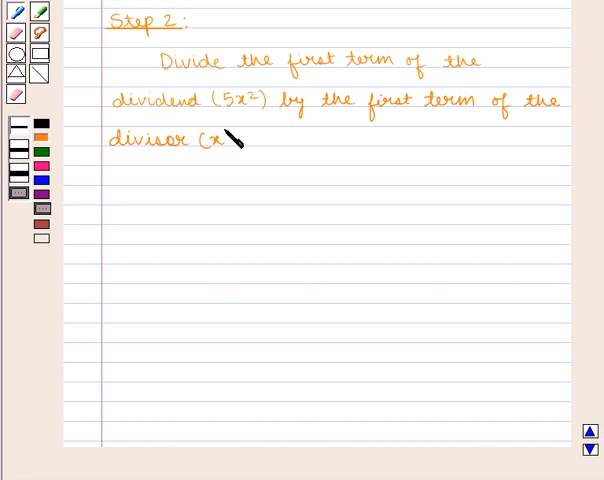 Step 2:
Divide the first term of the
dividend (5x²) by the first term of the
divisor (x